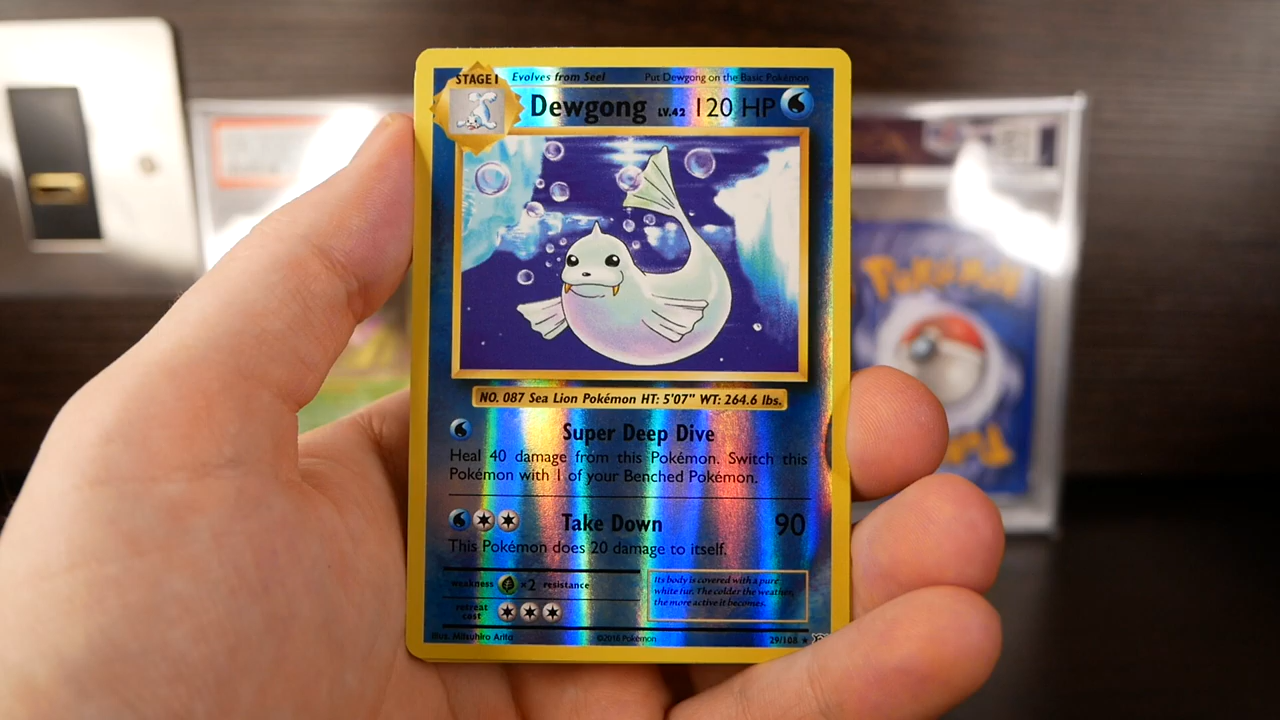 STAGE 1 Evolves from Seel Put Dewgong on the Basic Pokémon
Dewgong LV.42 120 HP
NO. 087 Sea Lion Pokémon HT: 5'07" WT: 264.6 lbs.
Super Deep Dive
Heal 40 damage from this Pokémon. Switch this
Pokémon with 1 of your Benched Pokémon.
Take Down 90
This Pokémon does 20 damage to itself.
weakness ×2 resistance
retreat
cost
Its body is covered with a pure
white fur. The colder the weather,
the more active it becomes.
Illus. Mitsuhiro Arita ©2016 Pokémon 29/108 ★
POKéMON